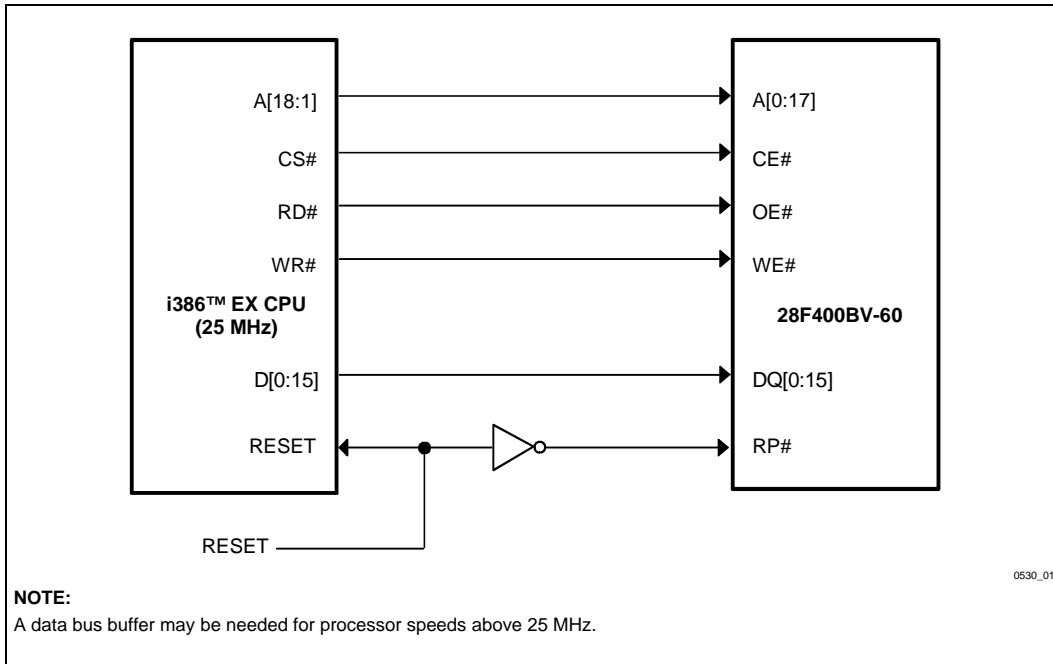 A[18:1] A[0:17]
CS# CE#
RD# OE#
WR# WE#
i386™ EX CPU
(25 MHz)
28F400BV-60
D[0:15] DQ[0:15]
RESET RP#
RESET
0530_01
NOTE:
A data bus buffer may be needed for processor speeds above 25 MHz.